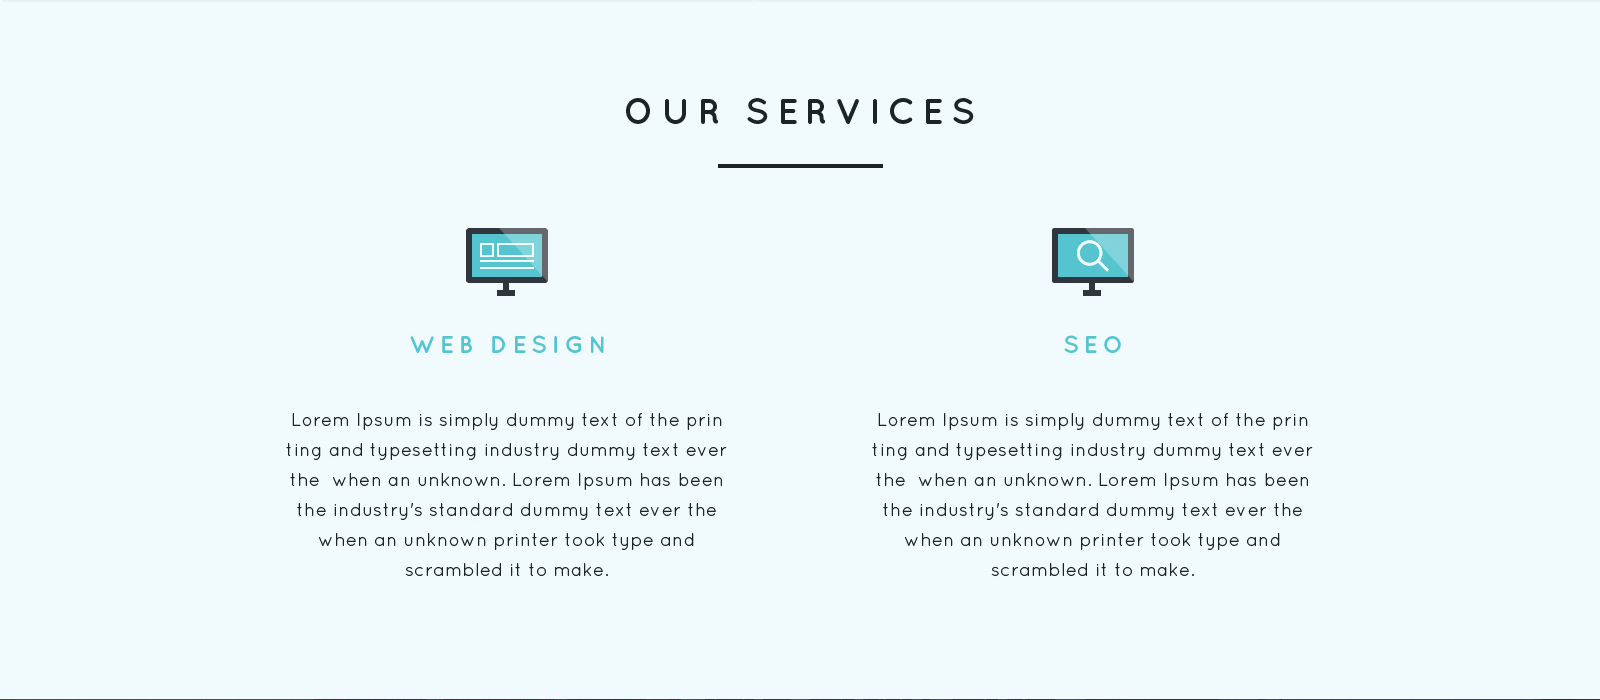 OUR SERVICES
WEB DESIGN
Lorem Ipsum is simply dummy text of the prin
ting and typesetting industry dummy text ever
the  when an unknown. Lorem Ipsum has been
the industry's standard dummy text ever the
when an unknown printer took type and
scrambled it to make.
SEO
Lorem Ipsum is simply dummy text of the prin
ting and typesetting industry dummy text ever
the  when an unknown. Lorem Ipsum has been
the industry's standard dummy text ever the
when an unknown printer took type and
scrambled it to make.